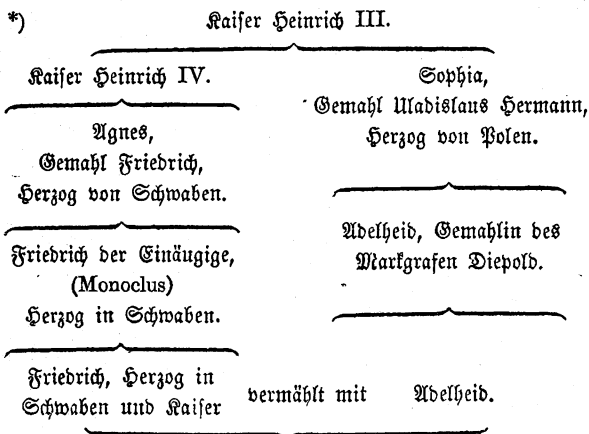 *) Kaiser Heinrich III.
Kaiser Heinrich IV.
Agnes,
Gemahl Friedrich,
Herzog von Schwaben.
Friedrich der Einäugige,
(Monoclus)
Herzog in Schwaben.
Friedrich, Herzog in
Schwaben und Kaiser
vermählt mit
Sophia,
Gemahl Uladislaus Hermann,
Herzog von Polen.
Adelheid, Gemahlin des
Markgrafen Diepold.
Adelheid.